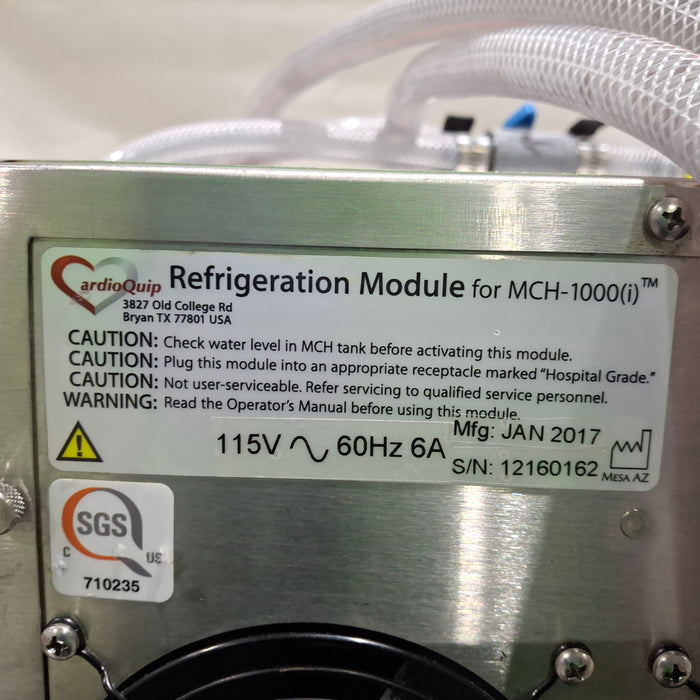 CardioQuip Refrigeration Module for MCH-1000(i)™
3827 Old College Rd
Bryan TX 77801 USA
CAUTION: Check water level in MCH tank before activating this module.
CAUTION: Plug this module into an appropriate receptacle marked “Hospital Grade.”
CAUTION: Not user-serviceable. Refer servicing to qualified service personnel.
WARNING: Read the Operator's Manual before using this module.
115V 60Hz 6A
Mfg: JAN 2017
S/N: 12160162
MESA AZ
SGS
C US
710235